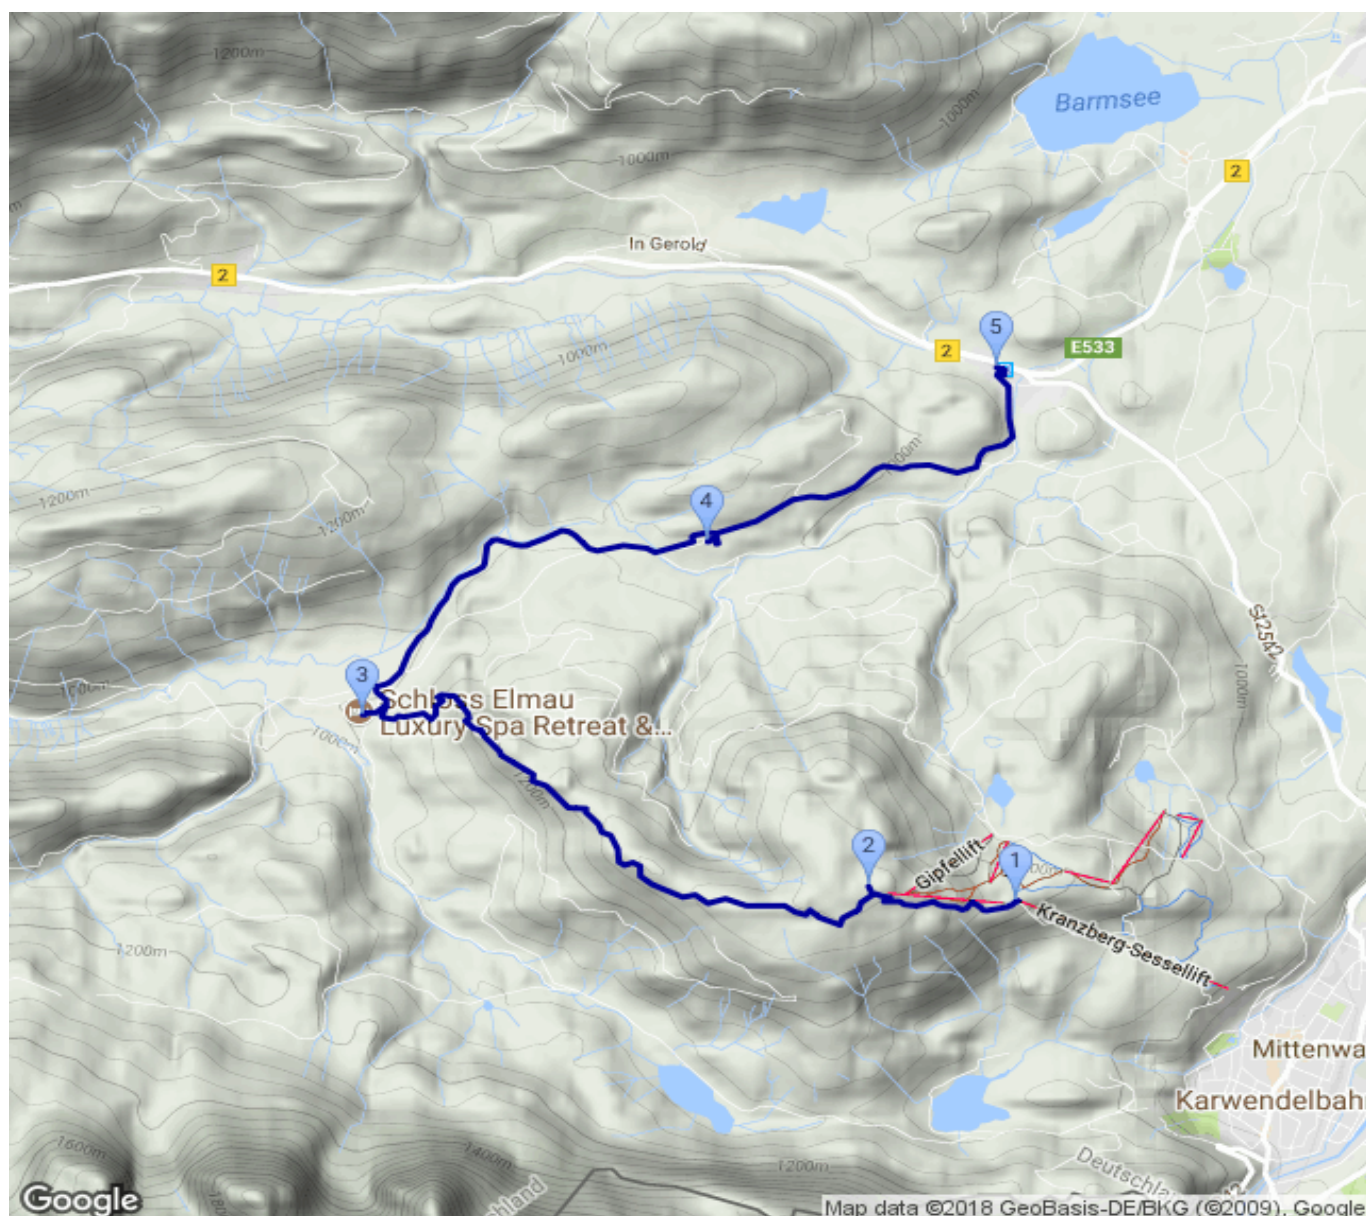 1200m
Barmsee
1000m
1000m
2
In Gerold
2
5
2
E533
1000m
1200m
4
1200m
St2542
1000m
1000m
3
Schloss Elmau
Luxury Spa Retreat &...
1000m
1200m
2
Gipfellift
1
Kranzberg-Sessellift
1200m
Mittenwa
Karwendelbah
1600m
1400m
1200m
Deutschla
Google
Map data ©2018 GeoBasis-DE/BKG (©2009), Google